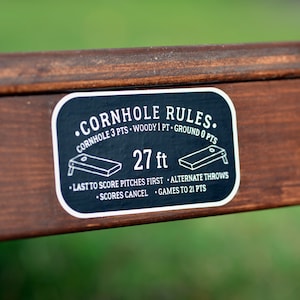 •CORNHOLE RULES•
CORNHOLE 3 PTS • WOODY 1 PT • GROUND 0 PTS
27 ft
• LAST TO SCORE PITCHES FIRST • ALTERNATE THROWS
• SCORES CANCEL • GAMES TO 21 PTS